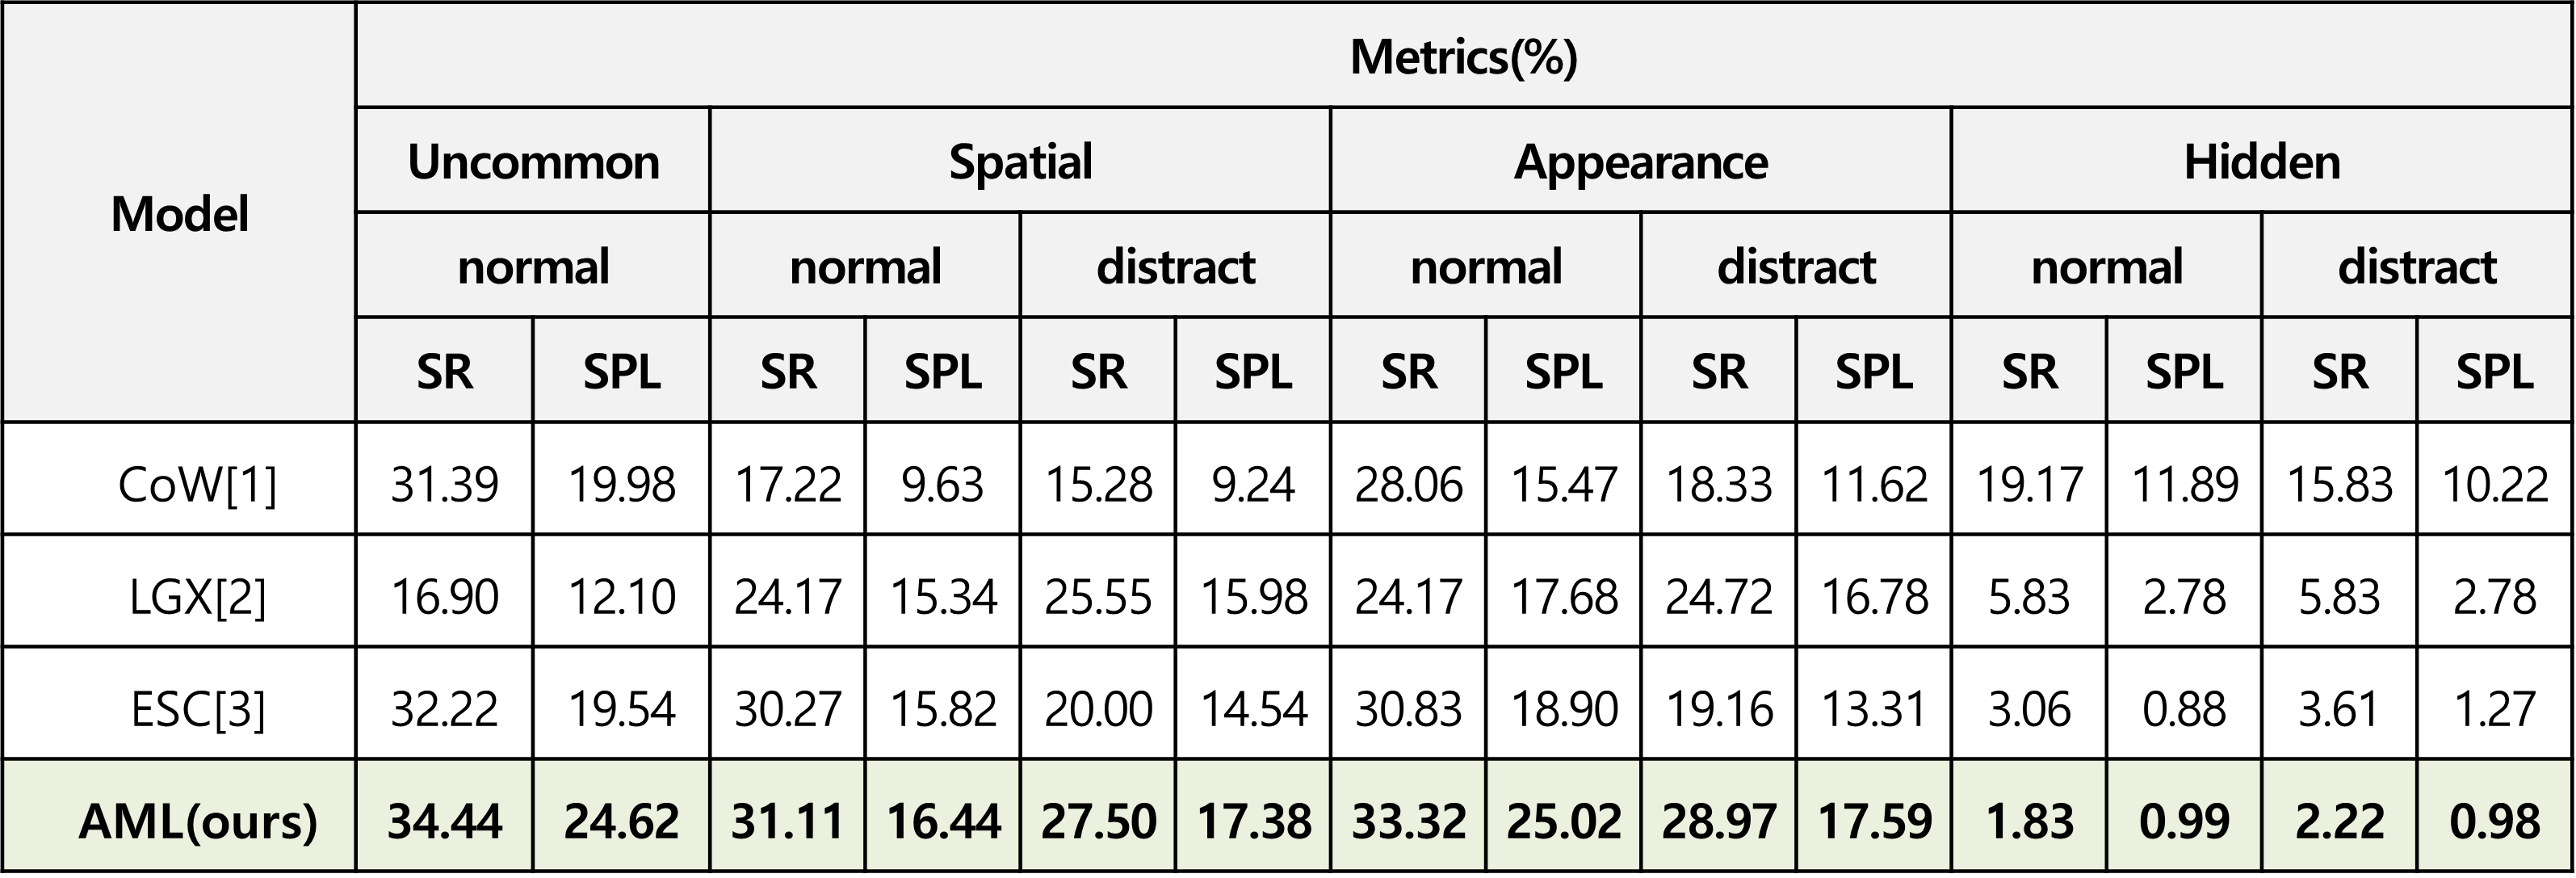 Metrics(%)
Model
Uncommon Spatial Appearance Hidden
normal normal distract normal distract normal distract
SR SPL SR SPL SR SPL SR SPL SR SPL SR SPL SR SPL
CoW[1] 31.39 19.98 17.22 9.63 15.28 9.24 28.06 15.47 18.33 11.62 19.17 11.89 15.83 10.22
LGX[2] 16.90 12.10 24.17 15.34 25.55 15.98 24.17 17.68 24.72 16.78 5.83 2.78 5.83 2.78
ESC[3] 32.22 19.54 30.27 15.82 20.00 14.54 30.83 18.90 19.16 13.31 3.06 0.88 3.61 1.27
AML(ours) 34.44 24.62 31.11 16.44 27.50 17.38 33.32 25.02 28.97 17.59 1.83 0.99 2.22 0.98